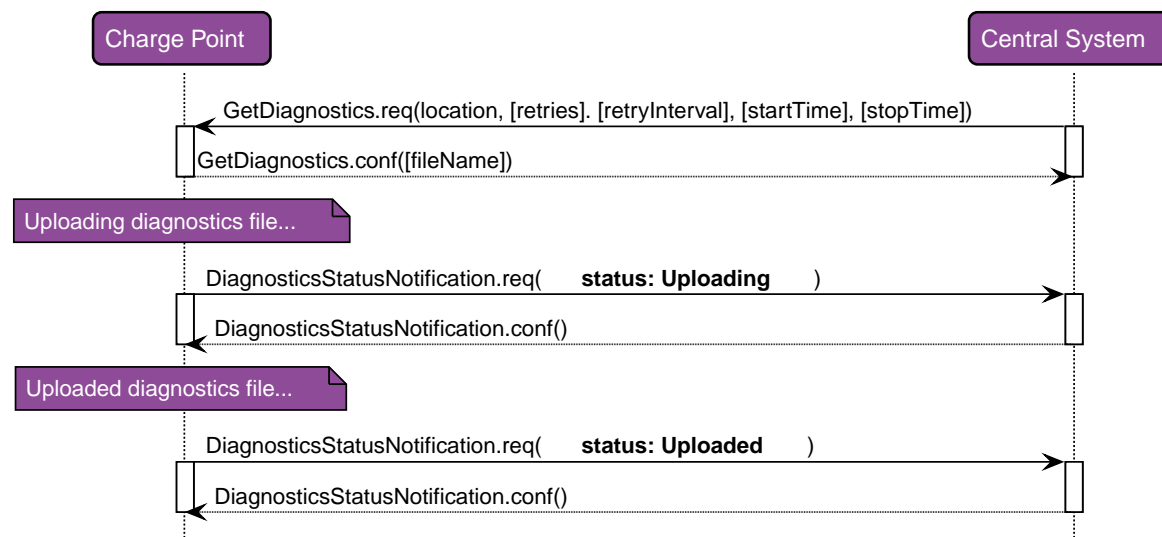 Charge Point
Central System
GetDiagnostics.req(location, [retries]. [retryInterval], [startTime], [stopTime])
GetDiagnostics.conf([fileName])
Uploading diagnostics file...
DiagnosticsStatusNotification.req( status: Uploading )
DiagnosticsStatusNotification.conf()
Uploaded diagnostics file...
DiagnosticsStatusNotification.req( status: Uploaded )
DiagnosticsStatusNotification.conf()